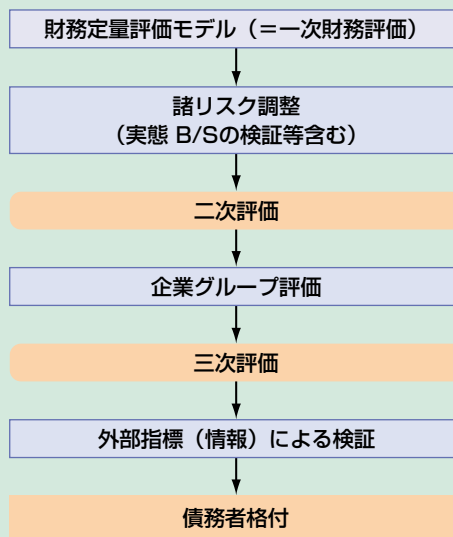 財務定量評価モデル（＝一次財務評価）
諸リスク調整
（実態 B/Sの検証等含む）
二次評価
企業グループ評価
三次評価
外部指標（情報）による検証
債務者格付